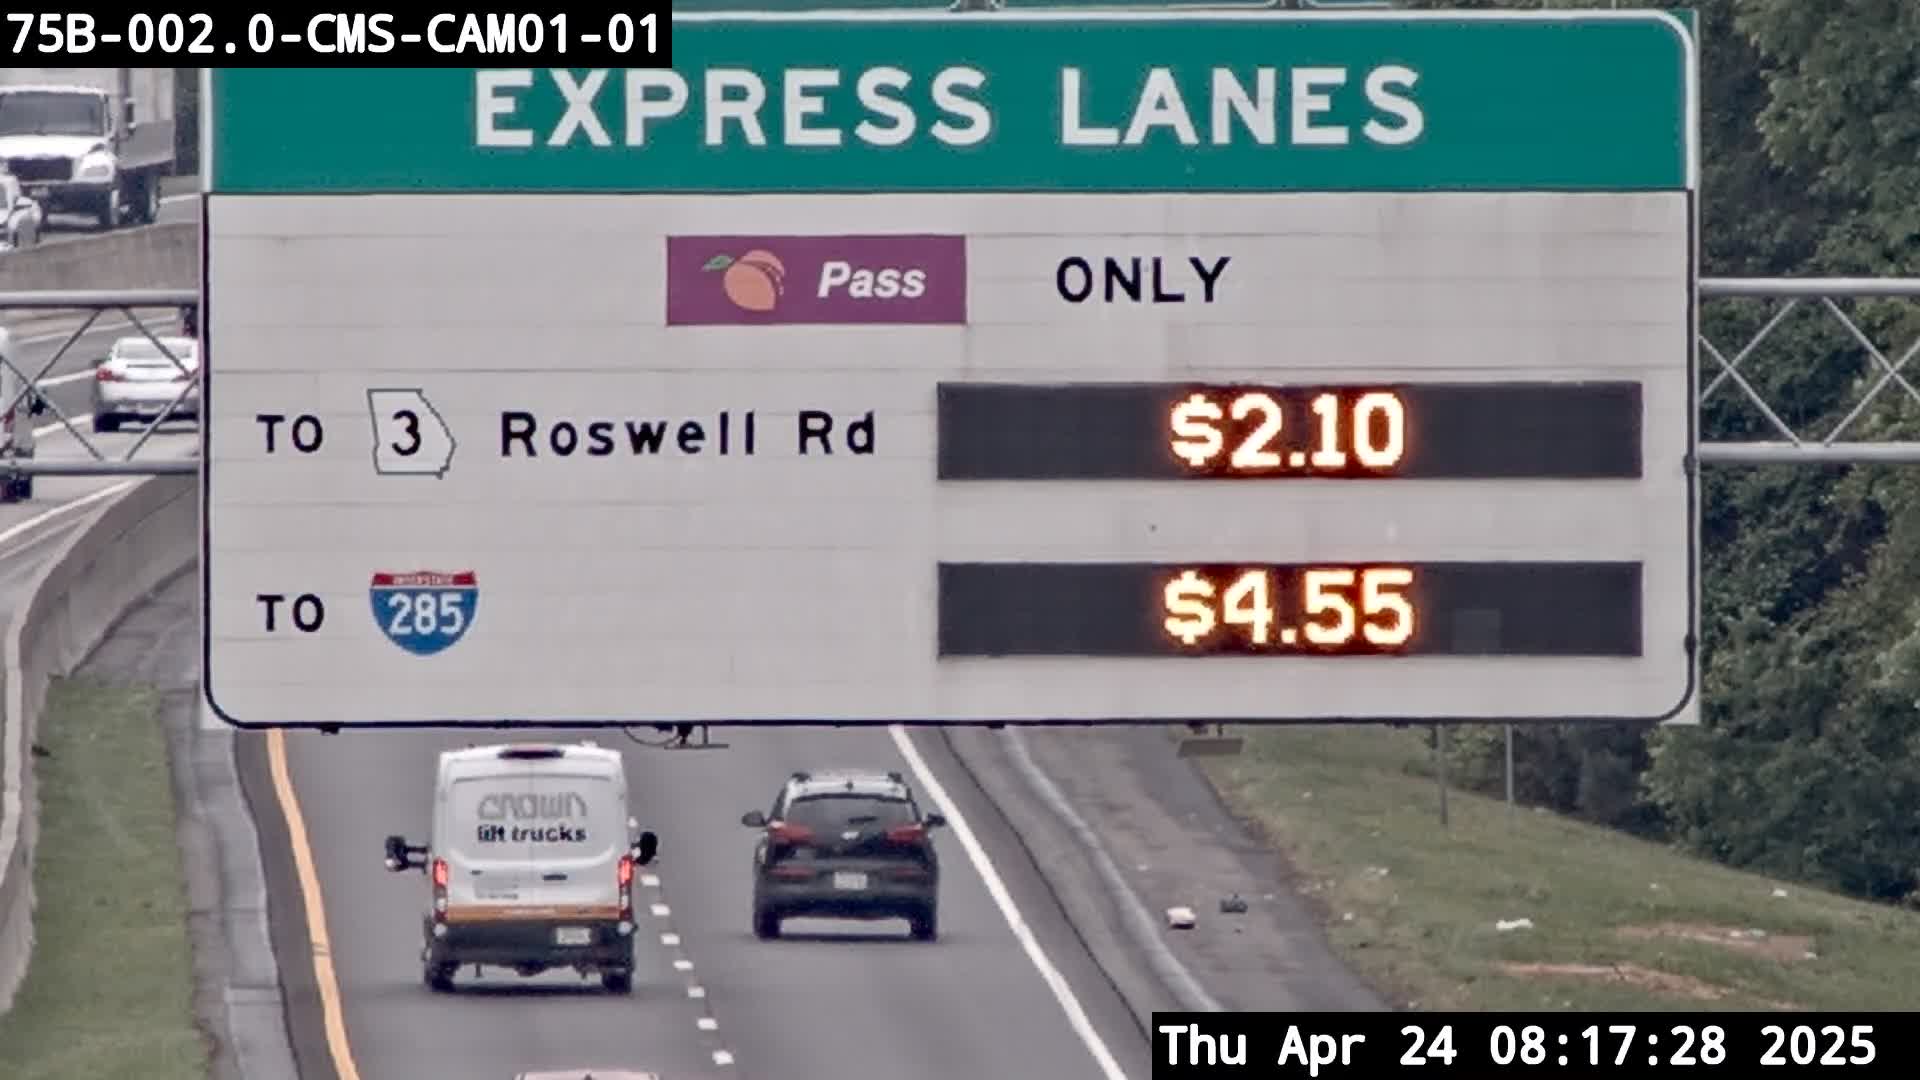 75B-002.0-CMS-CAM01-01
EXPRESS LANES
Pass ONLY
TO 3 Roswell Rd $2.10
INTERSTATE
TO 285 $4.55
CROWN
lift trucks
Thu Apr 24 08:17:28 2025